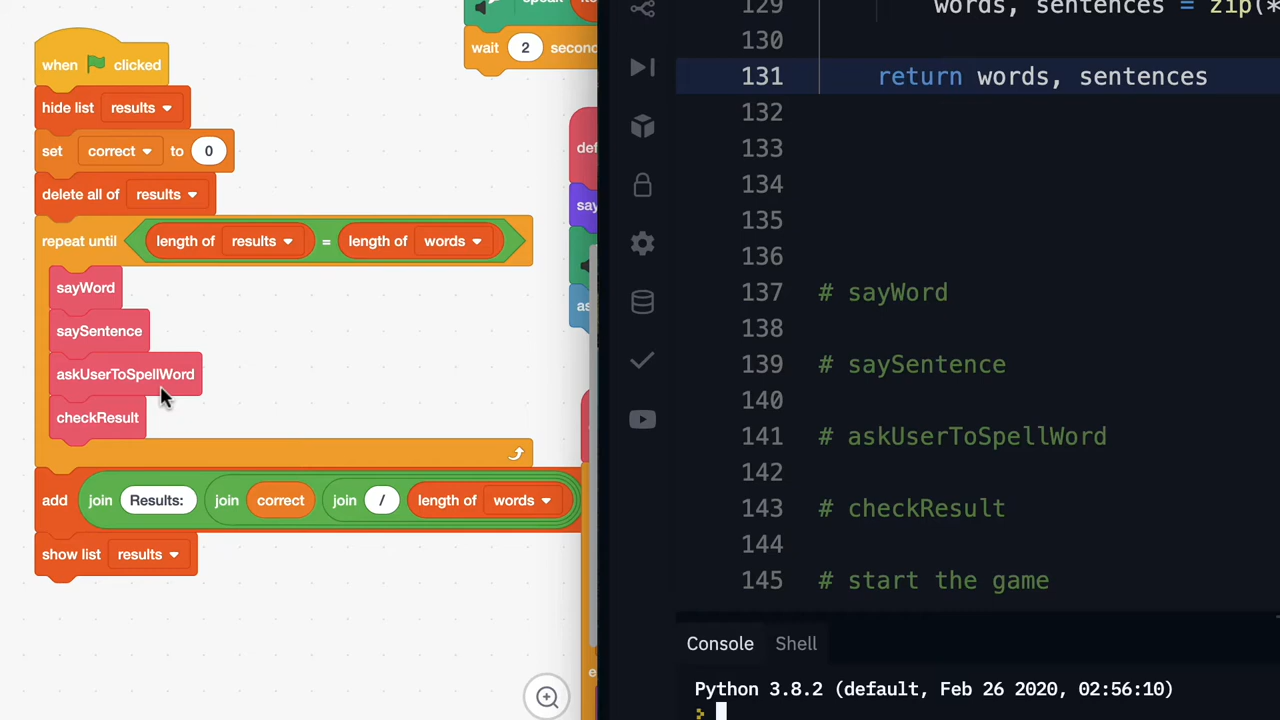 wait 2 secon
when clicked
hide list results
set correct to 0
delete all of results
repeat until length of results = length of words
sayWord
saySentence
askUserToSpellWord
checkResult
add join Results: join correct join / length of words
show list results
def
say
as
e
129 words, sentences = zip(*
130
131 return words, sentences
132
133
134
135
136
137 # sayWord
138
139 # saySentence
140
141 # askUserToSpellWord
142
143 # checkResult
144
145 # start the game
Console Shell
Python 3.8.2 (default, Feb 26 2020, 02:56:10)